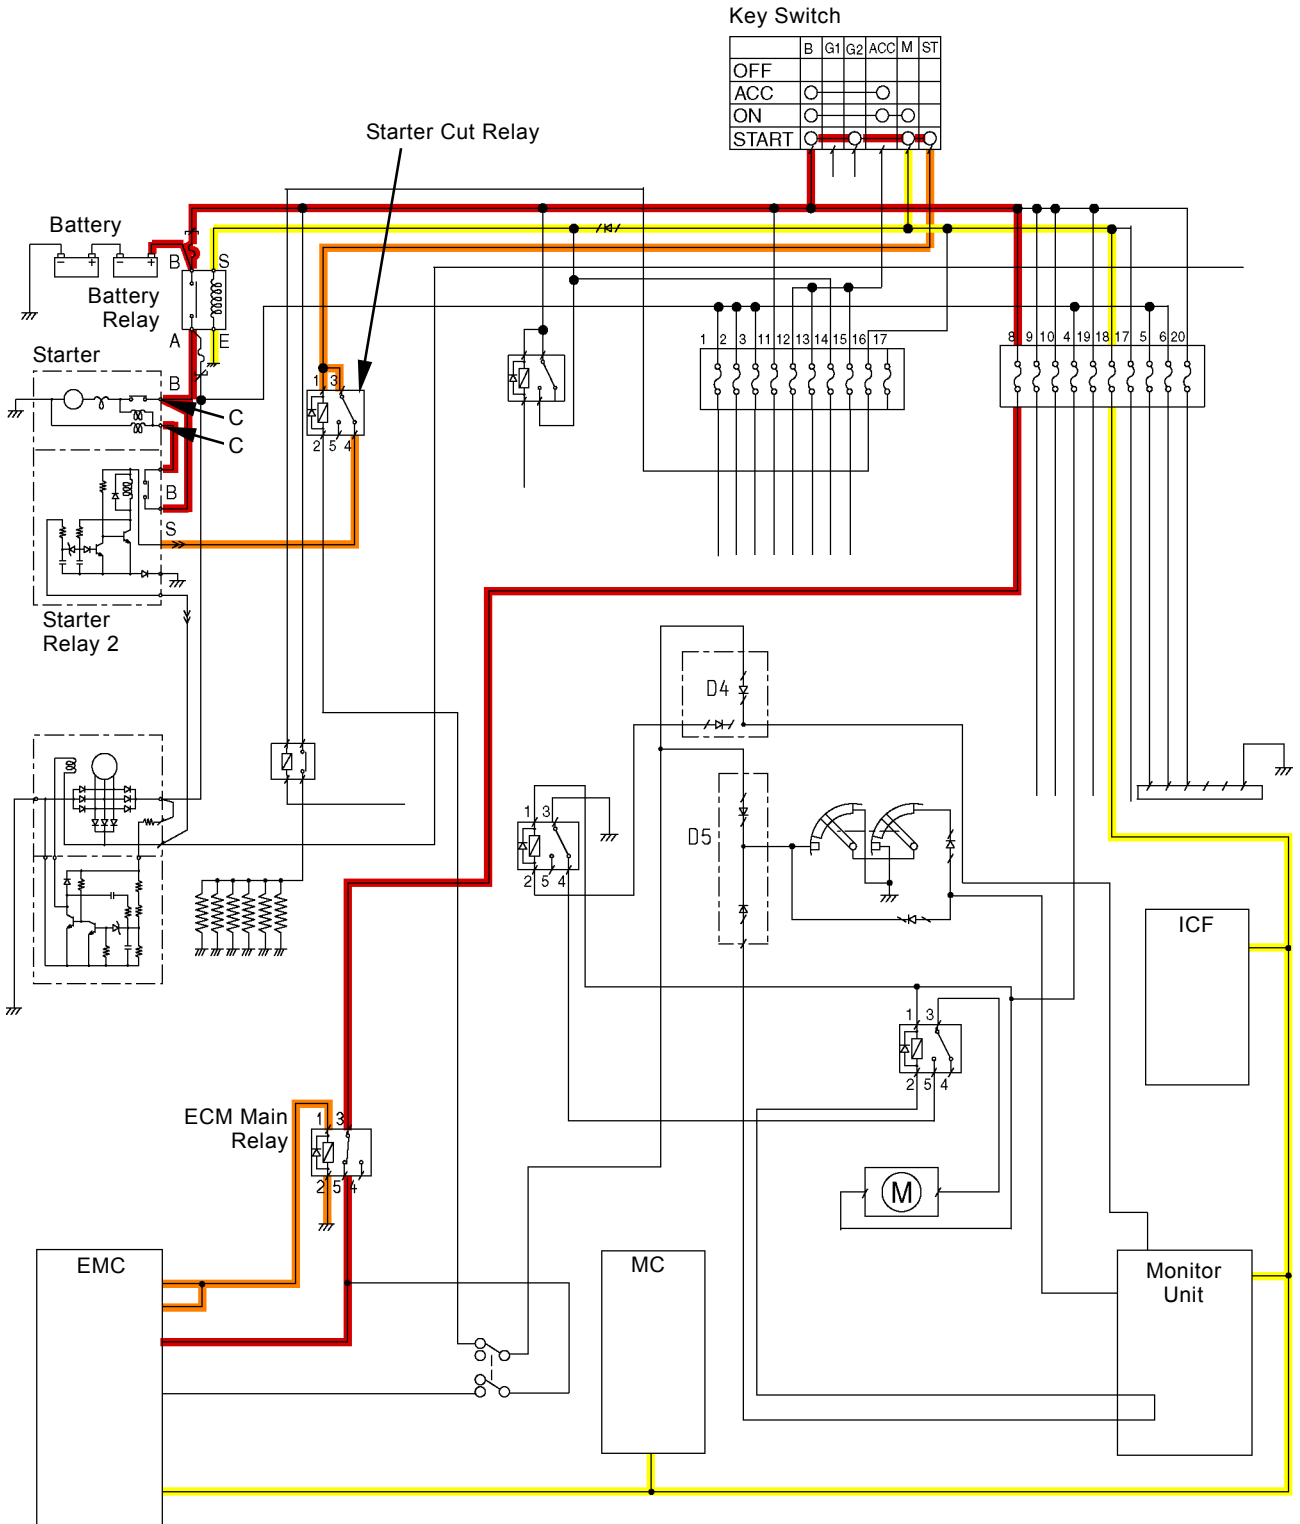 Key Switch
B G1 G2 ACC M ST
OFF
ACC
ON
START
Starter Cut Relay
Battery
− + − +
B S
Battery
Relay
A E
Starter
B
C
C
B
S
Starter
Relay 2
1 3
2 5 4
1 2 3 11 12 13 14 15 16 17
8 9 10 4 19 18 17 5 6 20
D4
D5
1 3
2 5 4
ICF
1 3
2 5 4
ECM Main
Relay
1 3
2 5 4
M
EMC
MC
Monitor
Unit